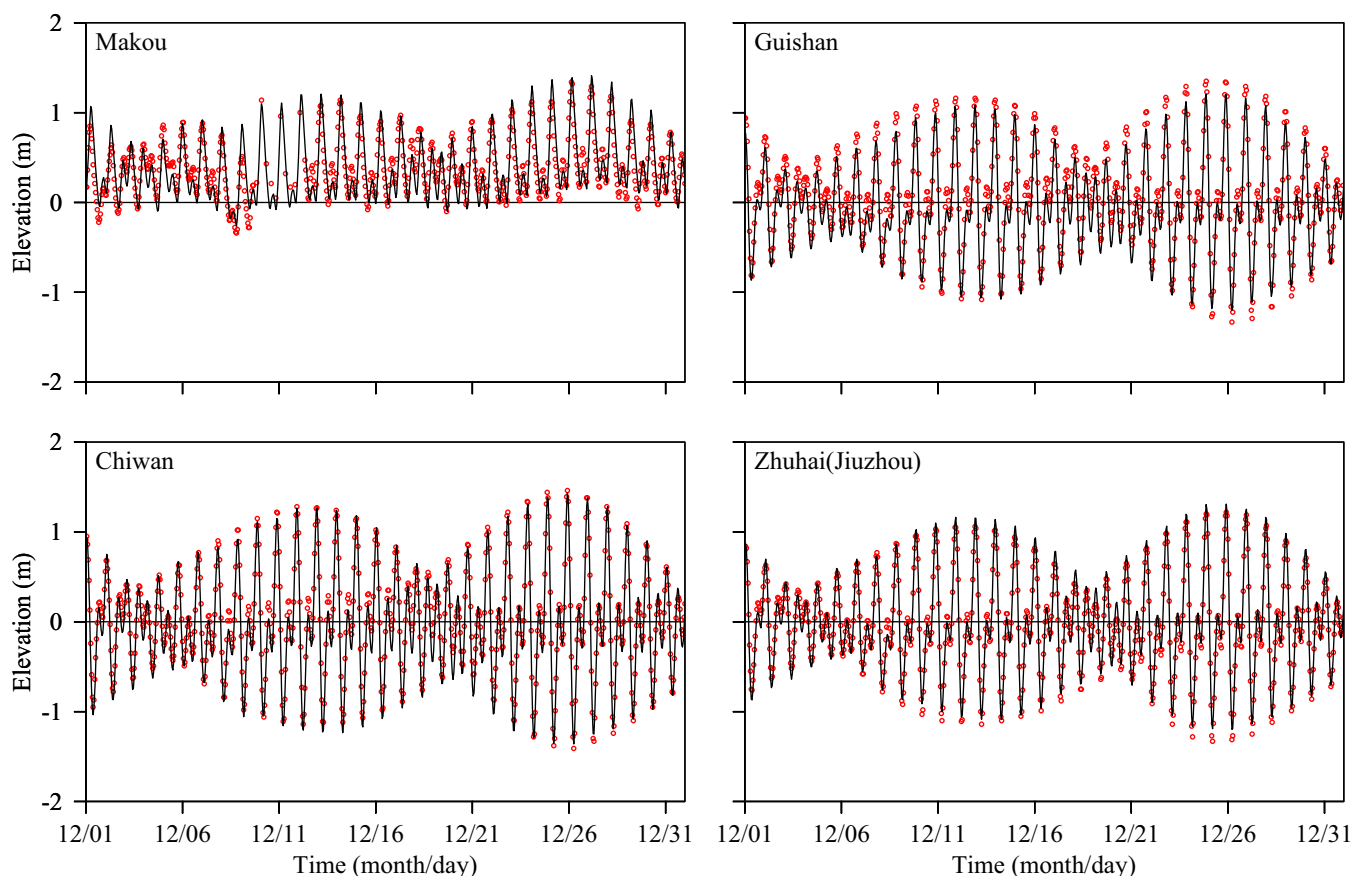 2
Makou
Guishan
1
0
-1
-2
Elevation (m)
2
Chiwan
Zhuhai(Jiuzhou)
1
0
-1
-2
Elevation (m)
12/01 12/06 12/11 12/16 12/21 12/26 12/31
12/01 12/06 12/11 12/16 12/21 12/26 12/31
Time (month/day)
Time (month/day)